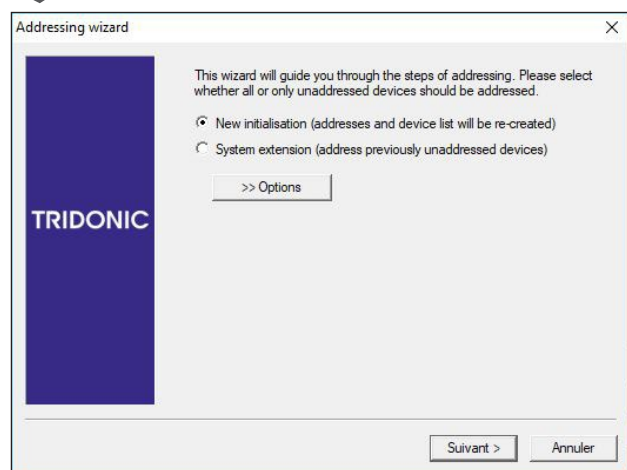 Addressing wizard
This wizard will guide you through the steps of addressing. Please select
whether all or only unaddressed devices should be addressed.
New initialisation (addresses and device list will be re-created)
System extension (address previously unaddressed devices)
>> Options
TRIDONIC
Suivant >
Annuler